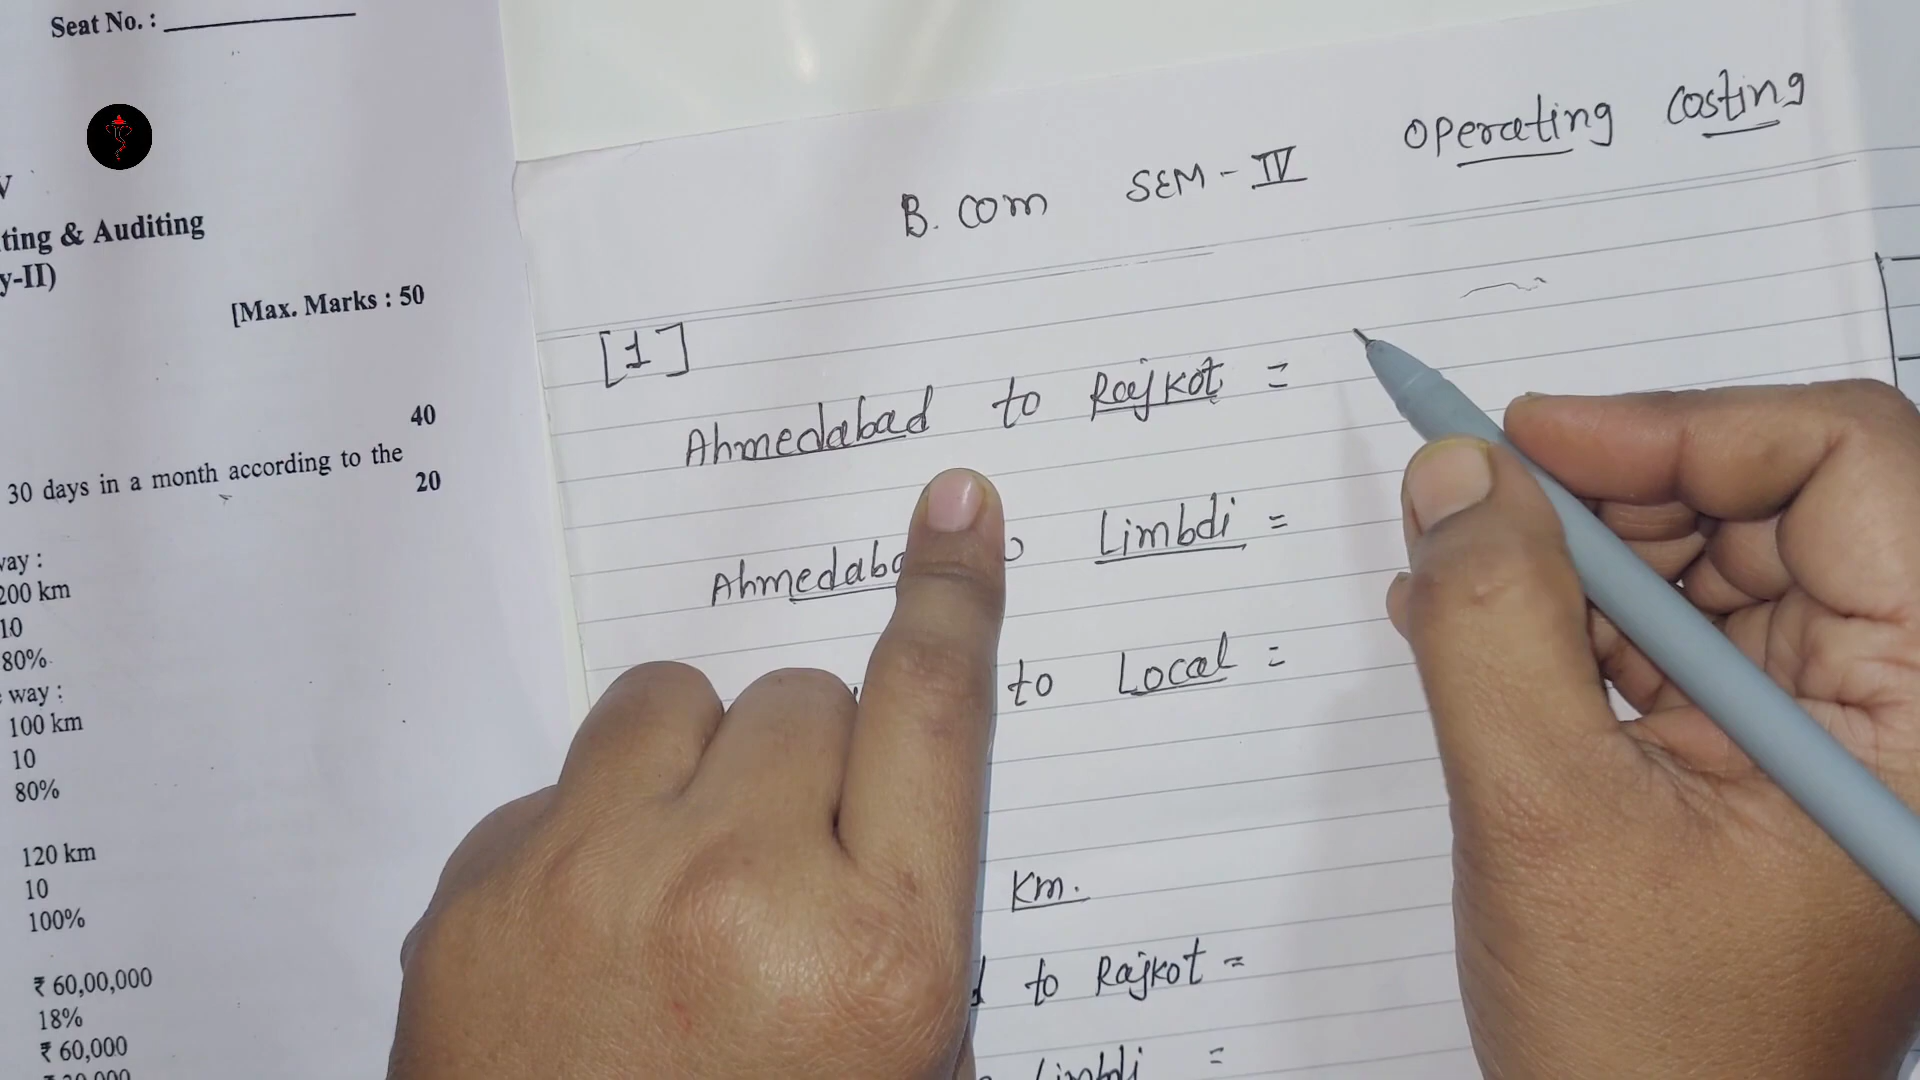 Seat No. :
ting & Auditing
y-II)
[Max. Marks : 50
40
30 days in a month according to the
20
way :
200 km
10
80%
way :
100 km
10
80%
120 km
10
100%
₹ 60,00,000
18%
₹ 60,000
B. com SEM - IV Operating Costing
[1]
Ahmedabad to Rajkot =
Limbdi =
to Local =
Km.
to Rajkot =
Limbdi =